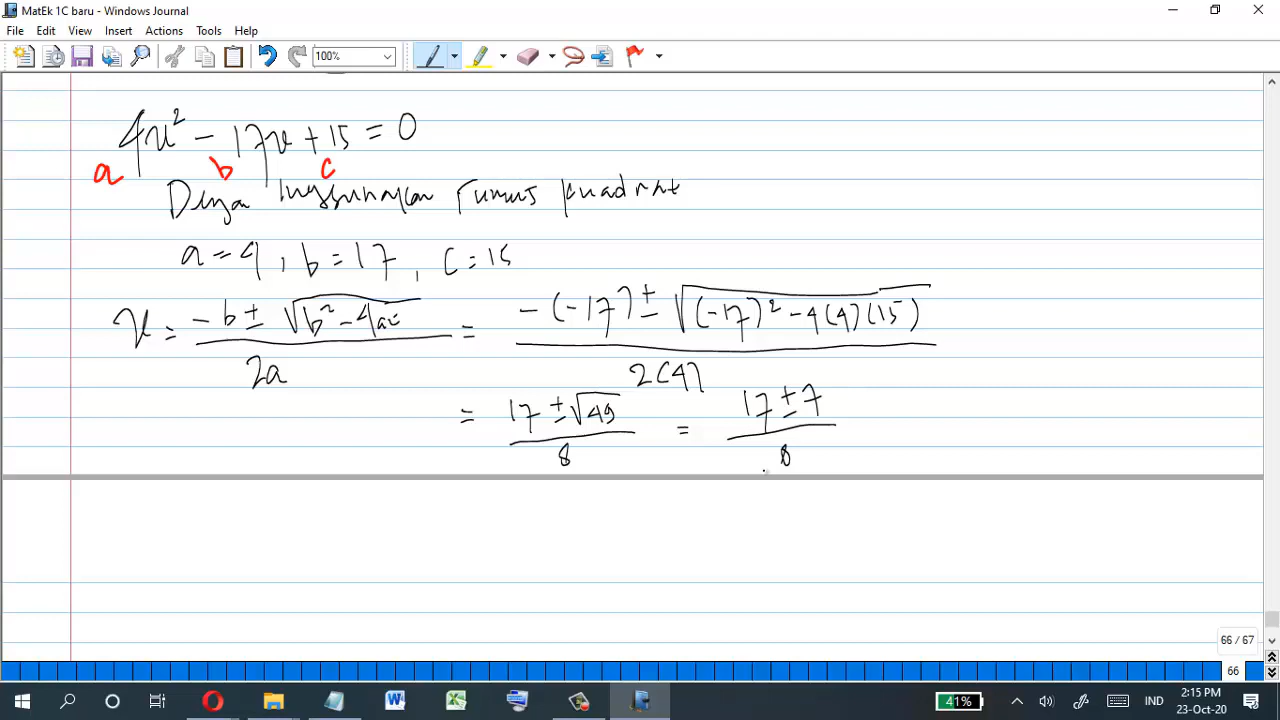 MatEk 1C baru - Windows Journal
File Edit View Insert Actions Tools Help
100%
4x² - 17x + 15 = 0
a b c
Dengan menggunakan rumus kuadrat
a = 4, b = 17, c = 15
x = (-b ± √(b² - 4ac)) / 2a = (-(-17) ± √((-17)² - 4(4)(15))) / 2(4)
= (17 ± √49) / 8 = (17 ± 7) / 8
66 / 67
66
41% IND 2:15 PM
23-Oct-20